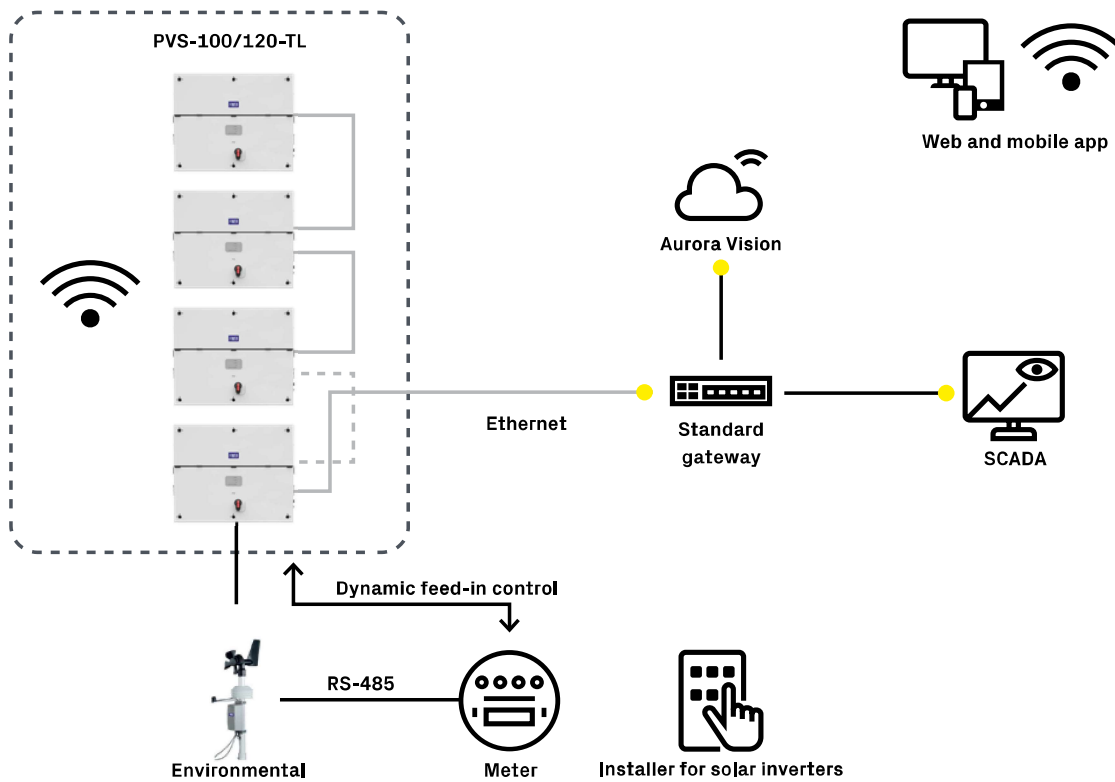 PVS-100/120-TL
Web and mobile app
Aurora Vision
Ethernet
Standard
gateway
SCADA
Dynamic feed-in control
RS-485
Environmental
Meter
Installer for solar inverters